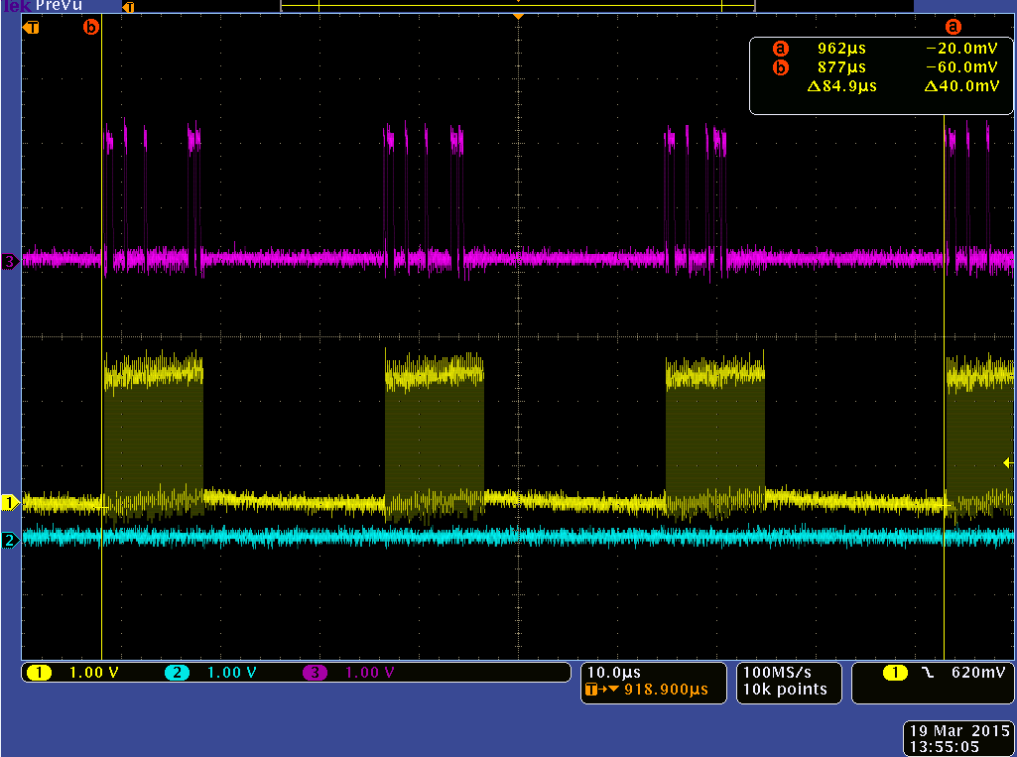 Tek PreVu
T
T b a
a 962µs −20.0mV
b 877µs −60.0mV
Δ84.9µs Δ40.0mV
3
1
2
1 1.00 V 2 1.00 V 3 1.00 V
10.0µs
T→▼ 918.900µs
100MS/s
10k points
1 620mV
19 Mar 2015
13:55:05